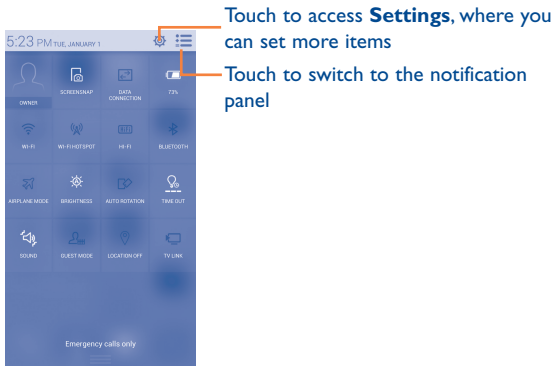 Touch to access Settings, where you
can set more items
Touch to switch to the notification
panel
5:23 PM TUE, JANUARY 1
OWNER
SCREENSNAP
DATA
CONNECTION
73%
WI-FI
WI-FI HOTSPOT
HI-FI
BLUETOOTH
AIRPLANE MODE
BRIGHTNESS
AUTO ROTATION
TIME OUT
SOUND
GUEST MODE
LOCATION OFF
TV LINK
Emergency calls only